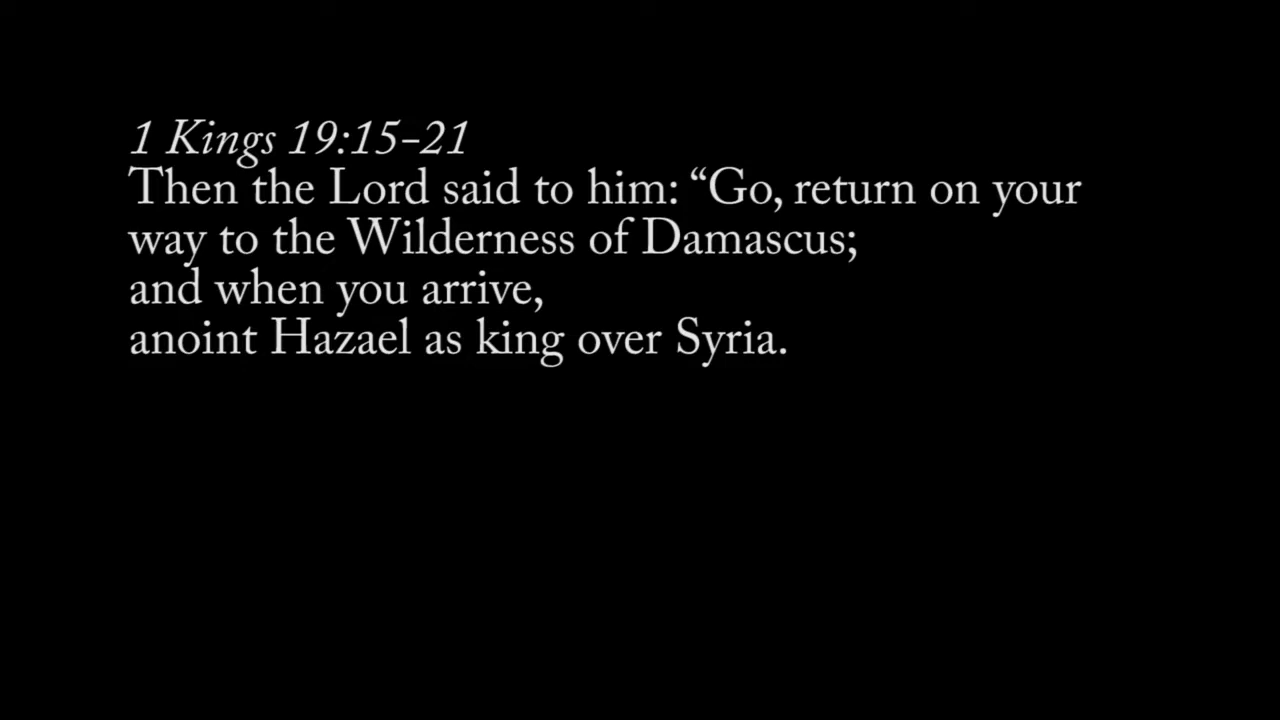 1 Kings 19:15–21
Then the Lord said to him: “Go, return on your
way to the Wilderness of Damascus;
and when you arrive,
anoint Hazael as king over Syria.